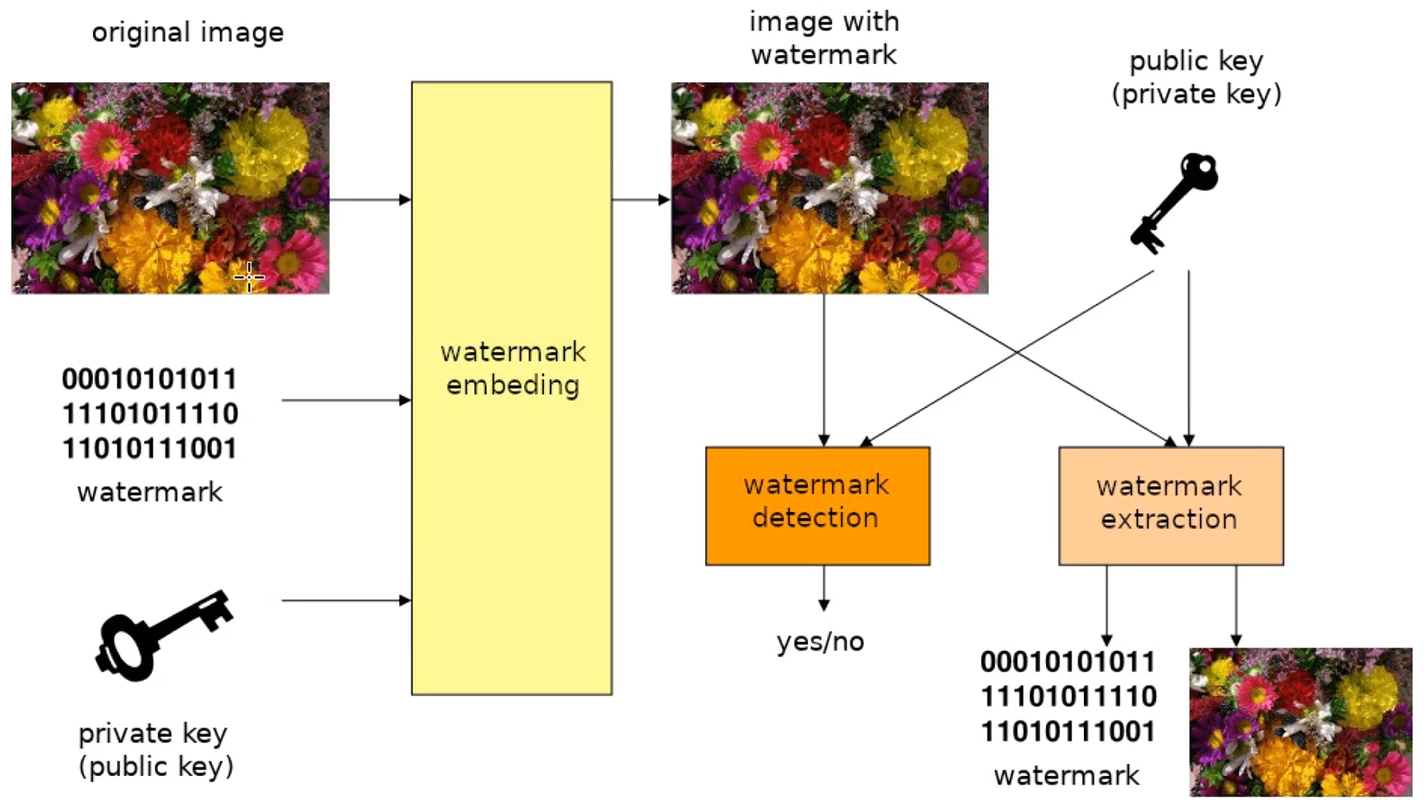 original image
image with
watermark
public key
(private key)
watermark
embeding
00010101011
11101011110
11010111001
watermark
watermark
detection
watermark
extraction
yes/no
private key
(public key)
00010101011
11101011110
11010111001
watermark